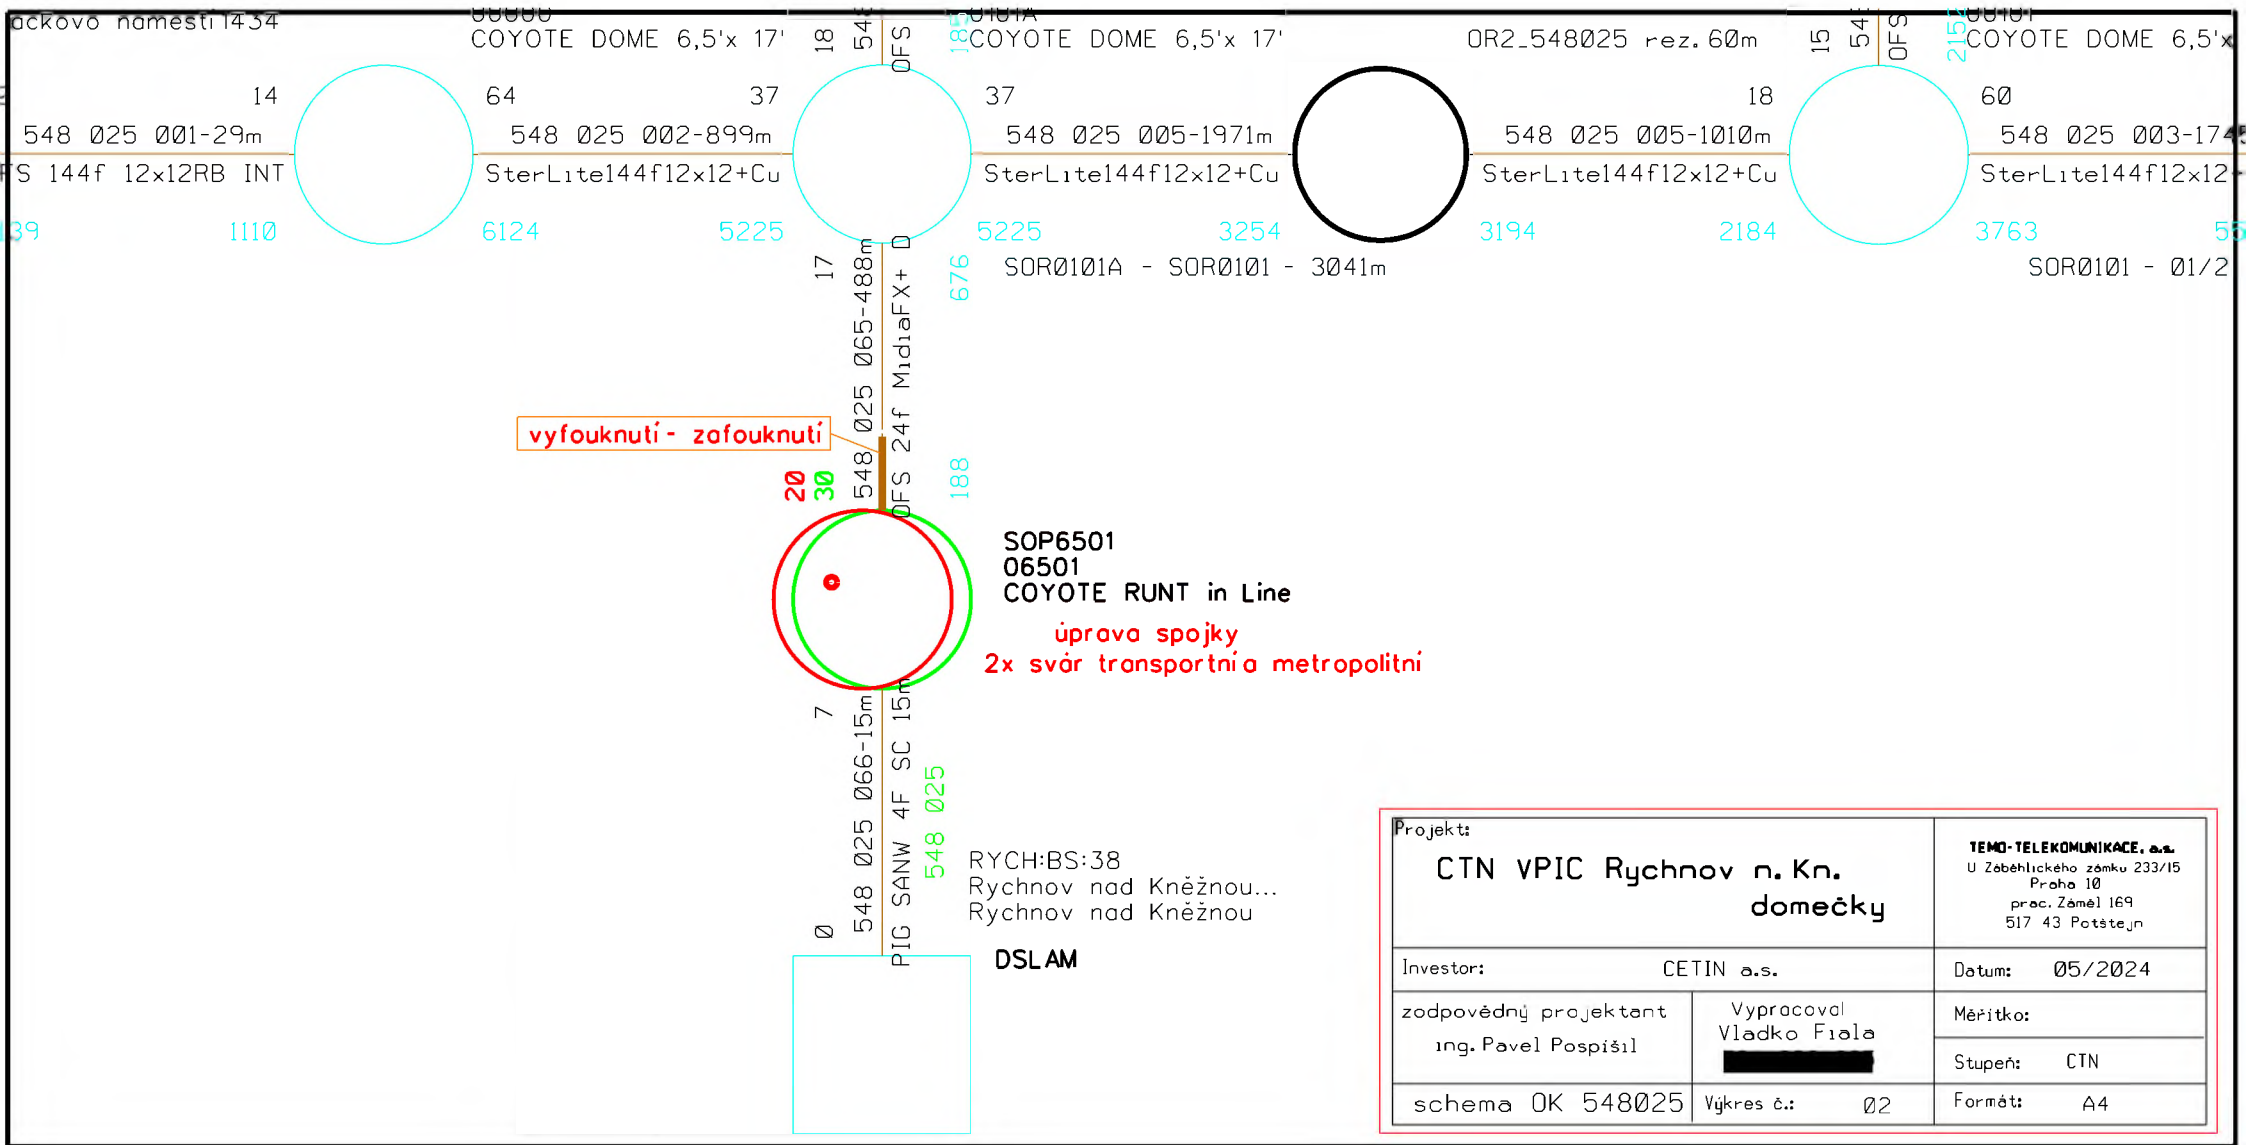 ackovo namesti 1434
COYOTE DOME 6,5'x 17'
18
OFS
COYOTE DOME 6,5'x 17'
OR2_548025 rez. 60m
15
OFS
COYOTE DOME 6,5'x
14
64
37
37
18
60
548 025 001-29m
548 025 002-899m
548 025 005-1971m
548 025 005-1010m
548 025 003-1745
FS 144f 12x12RB INT
SterLite144f12x12+Cu
SterLite144f12x12+Cu
SterLite144f12x12+Cu
SterLite144f12x12+
139
1110
6124
5225
5225
3254
3194
2184
3763
55
SOR0101A - SOR0101 - 3041m
SOR0101 - 01/2
17
548 025 065-488m
OFS 24f MidiaFX+ D
676
188
vyfouknutí - zafouknutí
20
30
SOP6501
06501
COYOTE RUNT in Line
úprava spojky
2x svár transportní a metropolitní
7
548 025 066-15m
PIG SANW 4F SC 15m
548 025
0
RYCH:BS:38
Rychnov nad Kněžnou...
Rychnov nad Kněžnou
DSLAM
Projekt:
CTN VPIC Rychnov n. Kn.
domečky
TEMO-TELEKOMUNIKACE, a.s.
U Záběhlického zámku 233/15
Praha 10
prac. Záměl 169
517 43 Potštejn
Investor: CETIN a.s.
Datum: 05/2024
zodpovědný projektant
ing. Pavel Pospíšil
Vypracoval
Vladko Fiala
Měřítko:
Stupeň: CTN
schema OK 548025
Výkres č.: 02
Formát: A4